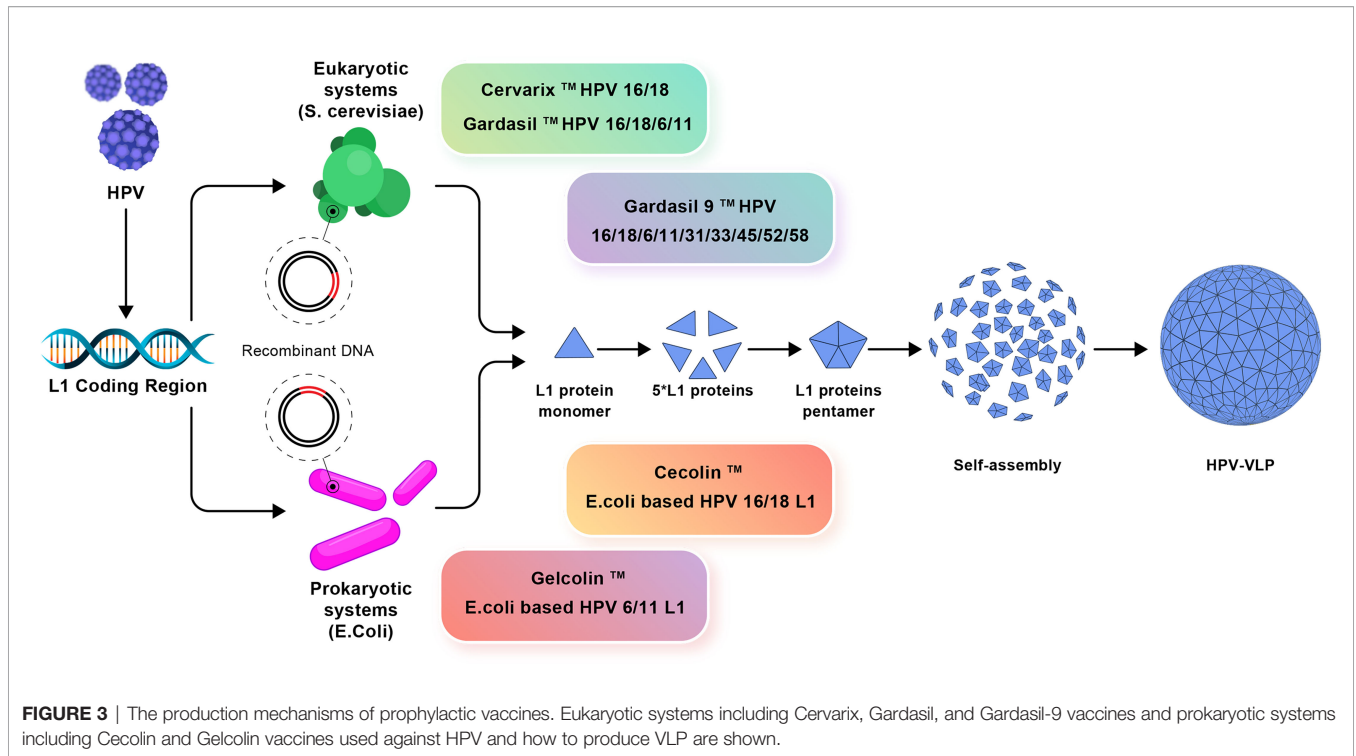 HPV
L1 Coding Region
Eukaryotic
systems
(S. cerevisiae)
Recombinant DNA
Prokaryotic
systems
(E.Coli)
Cervarix ™ HPV 16/18
Gardasil ™ HPV 16/18/6/11
Gardasil 9 ™ HPV
16/18/6/11/31/33/45/52/58
L1 protein
monomer
5*L1 proteins
L1 proteins
pentamer
Self-assembly
HPV-VLP
Cecolin ™
E.coli based HPV 16/18 L1
Gelcolin ™
E.coli based HPV 6/11 L1
FIGURE 3 | The production mechanisms of prophylactic vaccines. Eukaryotic systems including Cervarix, Gardasil, and Gardasil-9 vaccines and prokaryotic systems
including Cecolin and Gelcolin vaccines used against HPV and how to produce VLP are shown.